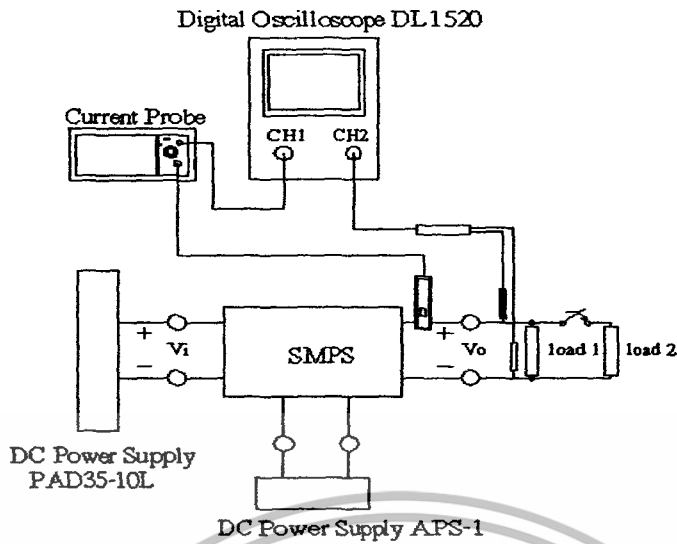 Digital Oscilloscope DL1520
Current Probe
CH1 CH2
+ + 
Vi SMPS Vo load 1 load 2
− −
DC Power Supply
PAD35-10L
DC Power Supply APS-1